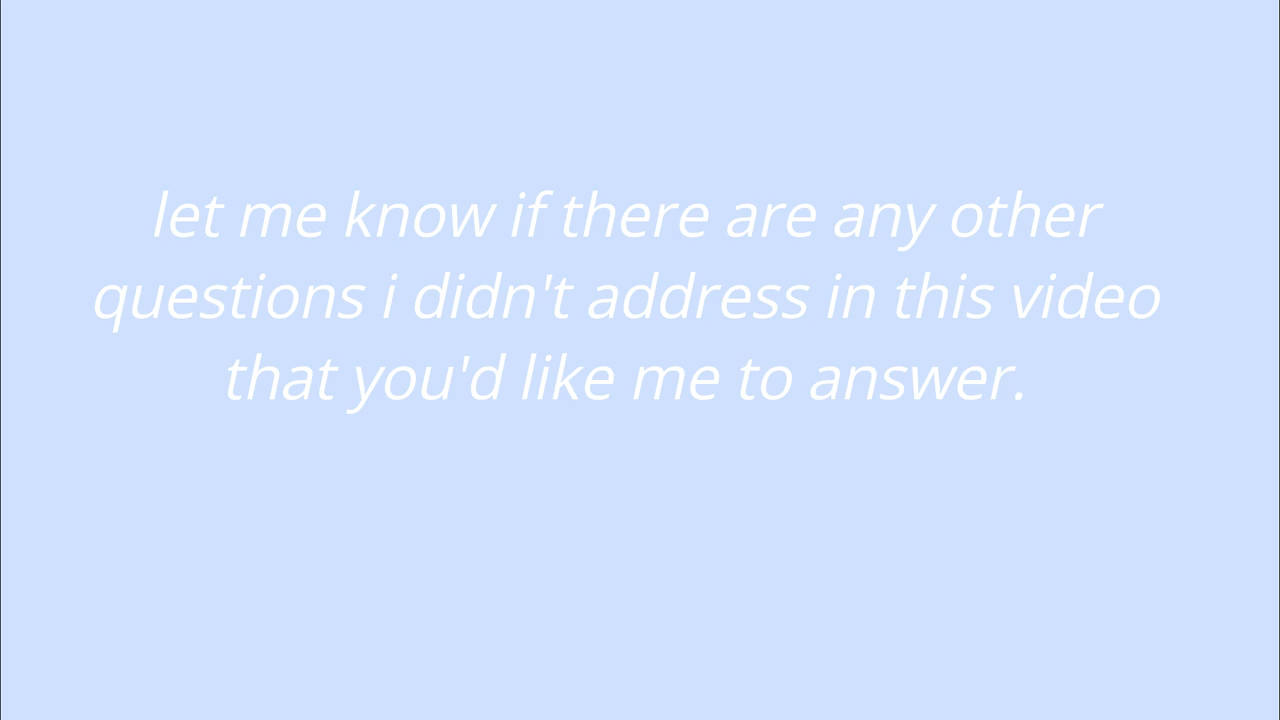 let me know if there are any other
questions i didn't address in this video
that you'd like me to answer.